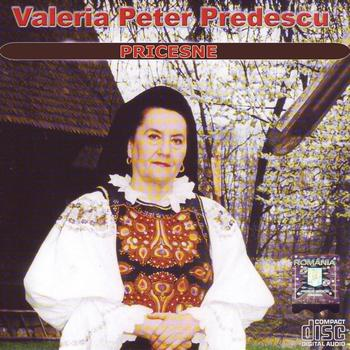 Valeria Peter Predescu
PRICESNE
ROMÂNIA
COMPACT
disc
DIGITAL AUDIO